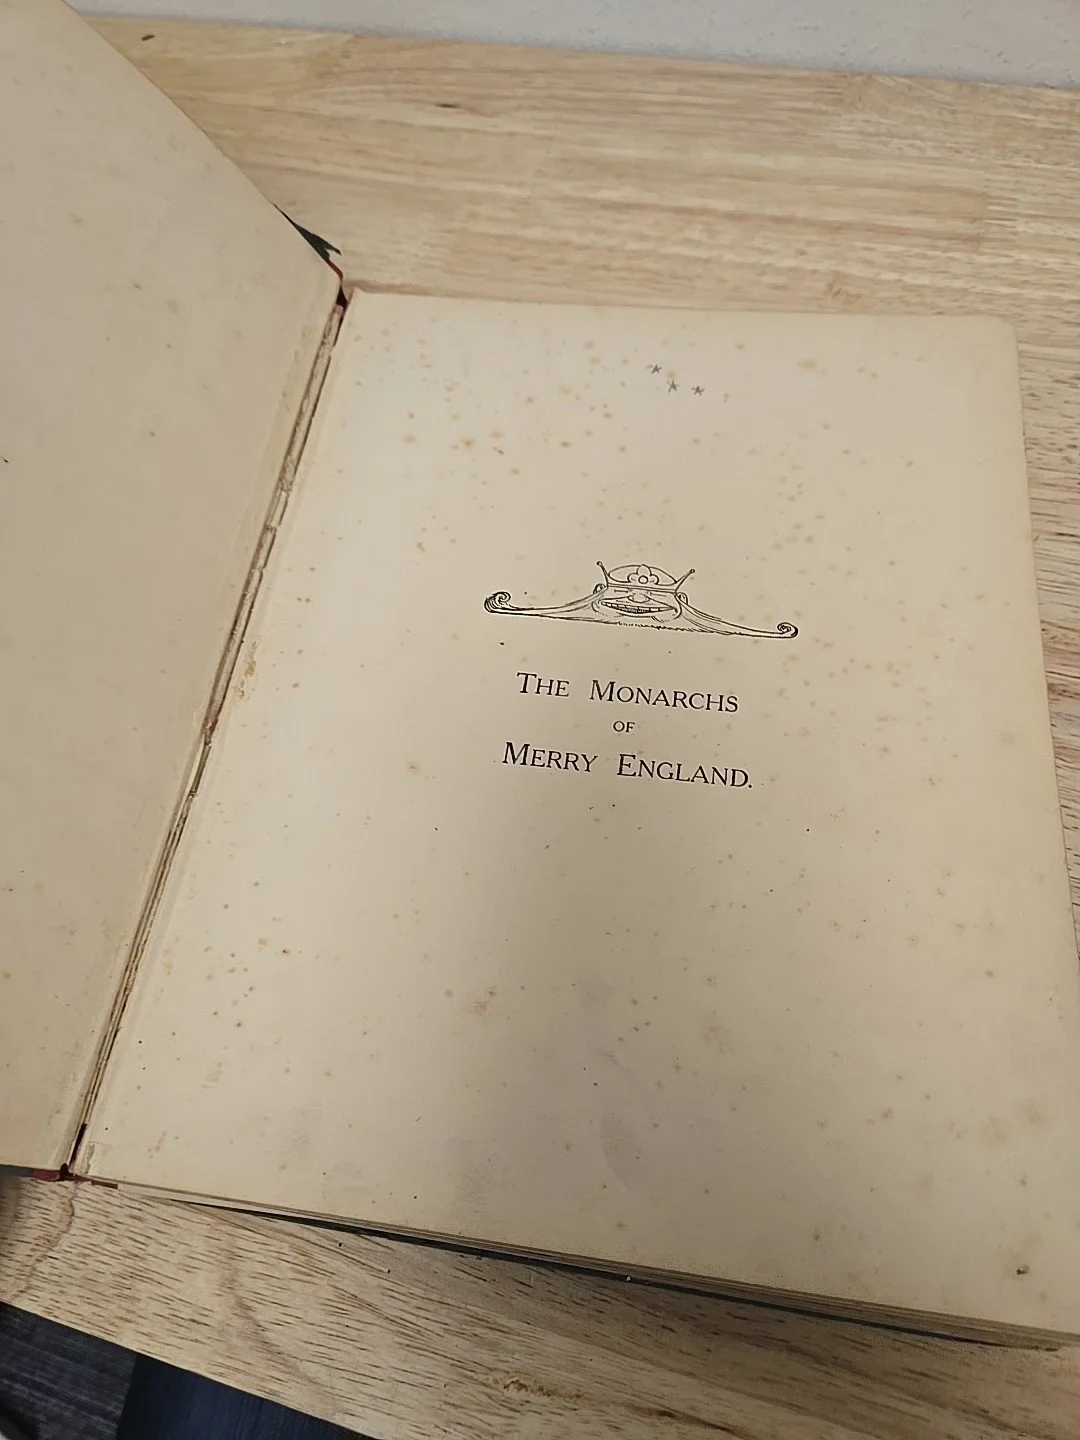 The Monarchs
of
Merry England.